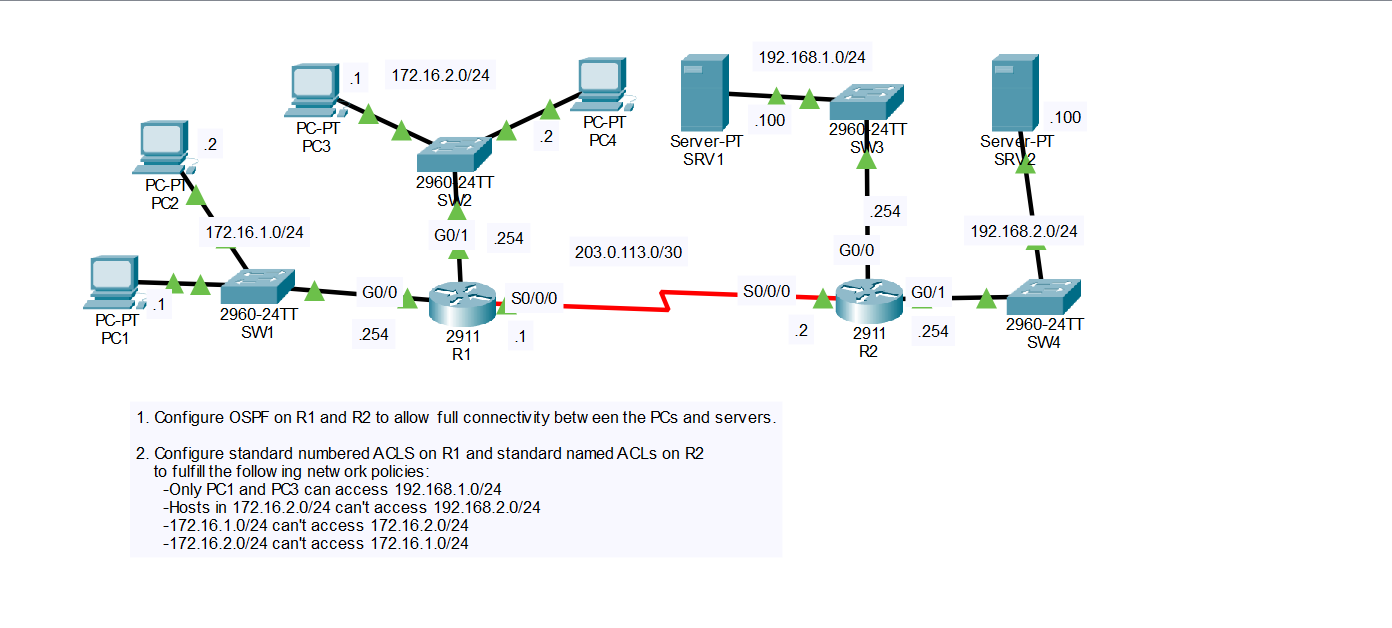 .1
172.16.2.0/24
PC-PT
PC3
.2
PC-PT
PC4
192.168.1.0/24
.100
Server-PT
SRV1
2960-24TT
SW3
.100
Server-PT
SRV2
.2
PC-PT
PC2
2960-24TT
SW2
172.16.1.0/24
G0/1
.254
203.0.113.0/30
.254
G0/0
192.168.2.0/24
.1
PC-PT
PC1
2960-24TT
SW1
G0/0
.254
S0/0/0
.1
2911
R1
S0/0/0
.2
2911
R2
G0/1
.254
2960-24TT
SW4
1. Configure OSPF on R1 and R2 to allow full connectivity between the PCs and servers.
2. Configure standard numbered ACLS on R1 and standard named ACLs on R2
to fulfill the following network policies:
-Only PC1 and PC3 can access 192.168.1.0/24
-Hosts in 172.16.2.0/24 can't access 192.168.2.0/24
-172.16.1.0/24 can't access 172.16.2.0/24
-172.16.2.0/24 can't access 172.16.1.0/24